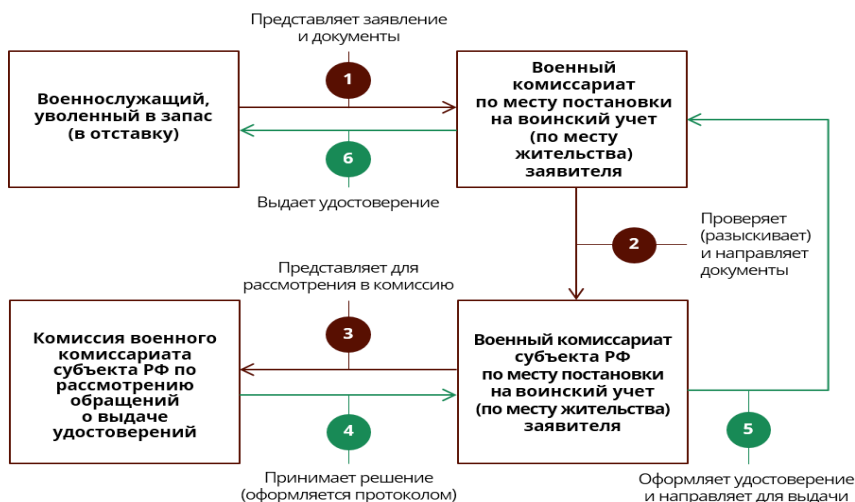 Представляет заявление
и документы
1
Военнослужащий,
уволенный в запас
(в отставку)
Военный
комиссариат
по месту постановки
на воинский учет
(по месту
жительства)
заявителя
6
Выдает удостоверение
2
Проверяет
(разыскивает)
и направляет
документы
Представляет для
рассмотрения в комиссию
3
Комиссия военного
комиссариата
субъекта РФ по
рассмотрению
обращений
о выдаче
удостоверений
Военный комиссариат
субъекта РФ
по месту постановки
на воинский учет
(по месту жительства)
заявителя
4
Принимает решение
(оформляется протоколом)
5
Оформляет удостоверение
и направляет для выдачи